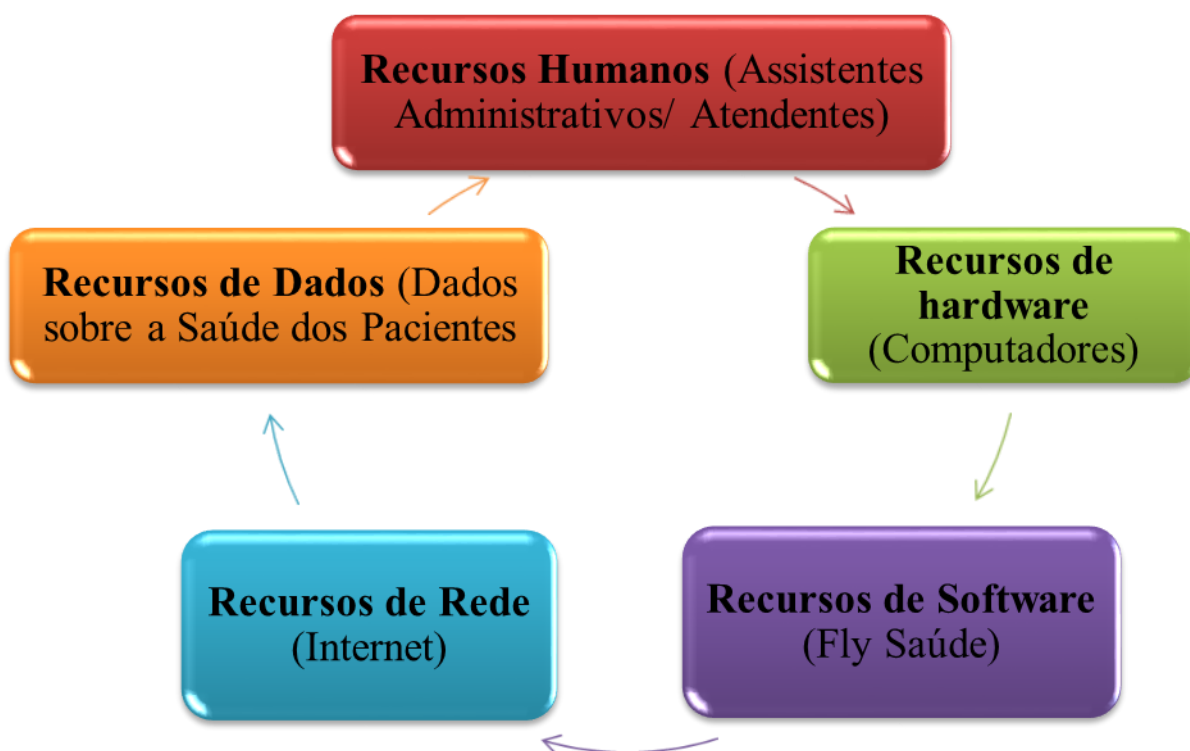 Recursos Humanos (Assistentes
Administrativos/ Atendentes)
Recursos de
hardware
(Computadores)
Recursos de Software
(Fly Saúde)
Recursos de Rede
(Internet)
Recursos de Dados (Dados
sobre a Saúde dos Pacientes